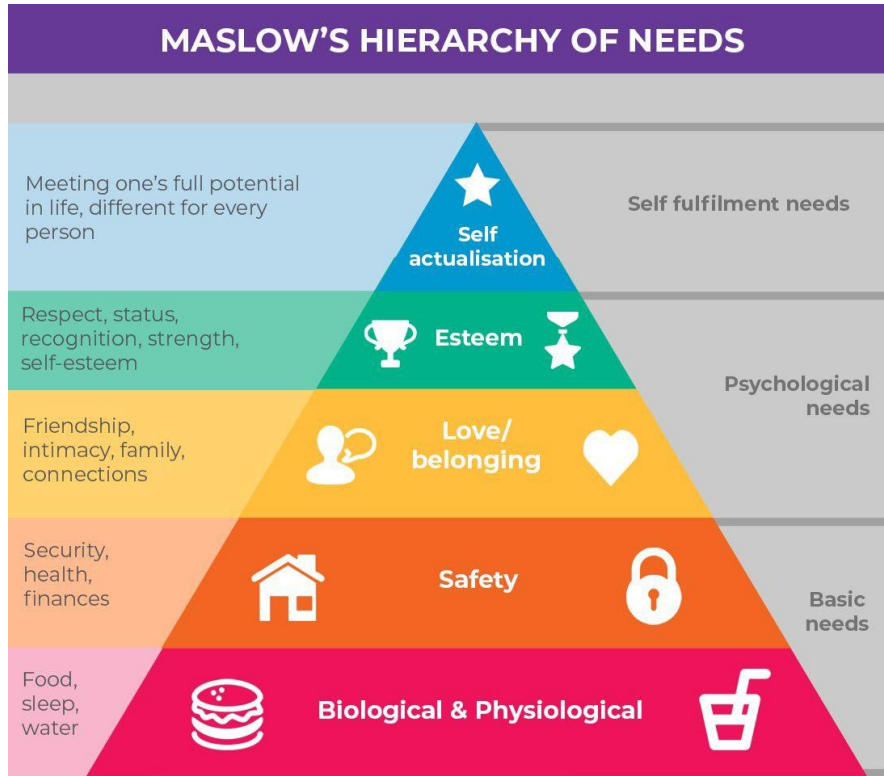 MASLOW'S HIERARCHY OF NEEDS
Meeting one's full potential
in life, different for every
person
Self
actualisation
Self fulfilment needs
Respect, status,
recognition, strength,
self-esteem
Esteem
Psychological
needs
Friendship,
intimacy, family,
connections
Love/
belonging
Security,
health,
finances
Safety
Basic
needs
Food,
sleep,
water
Biological & Physiological